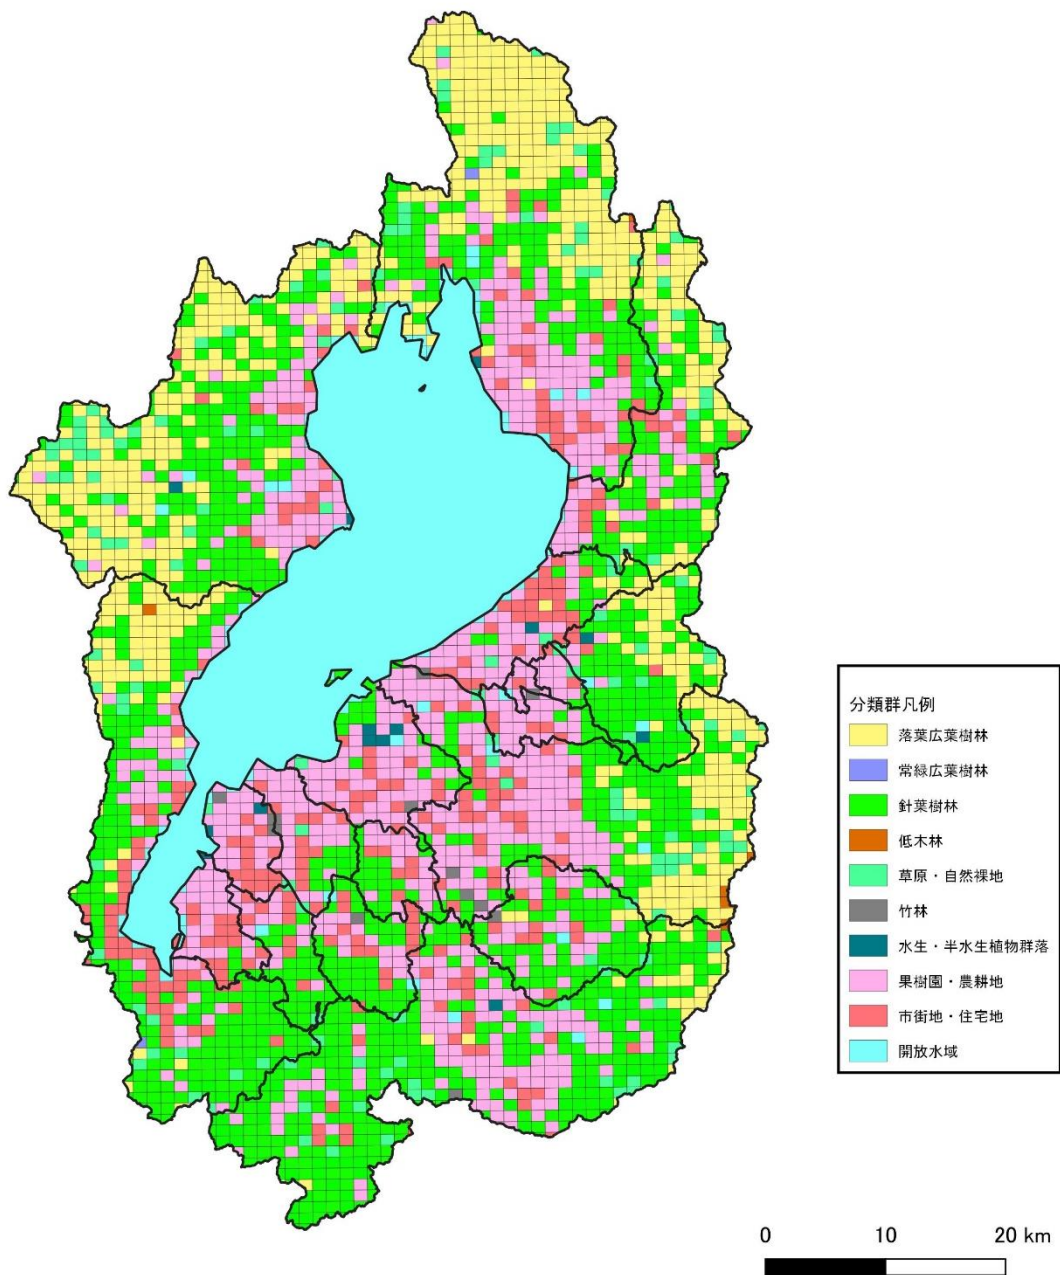 分類群凡例
落葉広葉樹林
常緑広葉樹林
針葉樹林
低木林
草原・自然裸地
竹林
水生・半水生植物群落
果樹園・農耕地
市街地・住宅地
開放水域
0 10 20 km